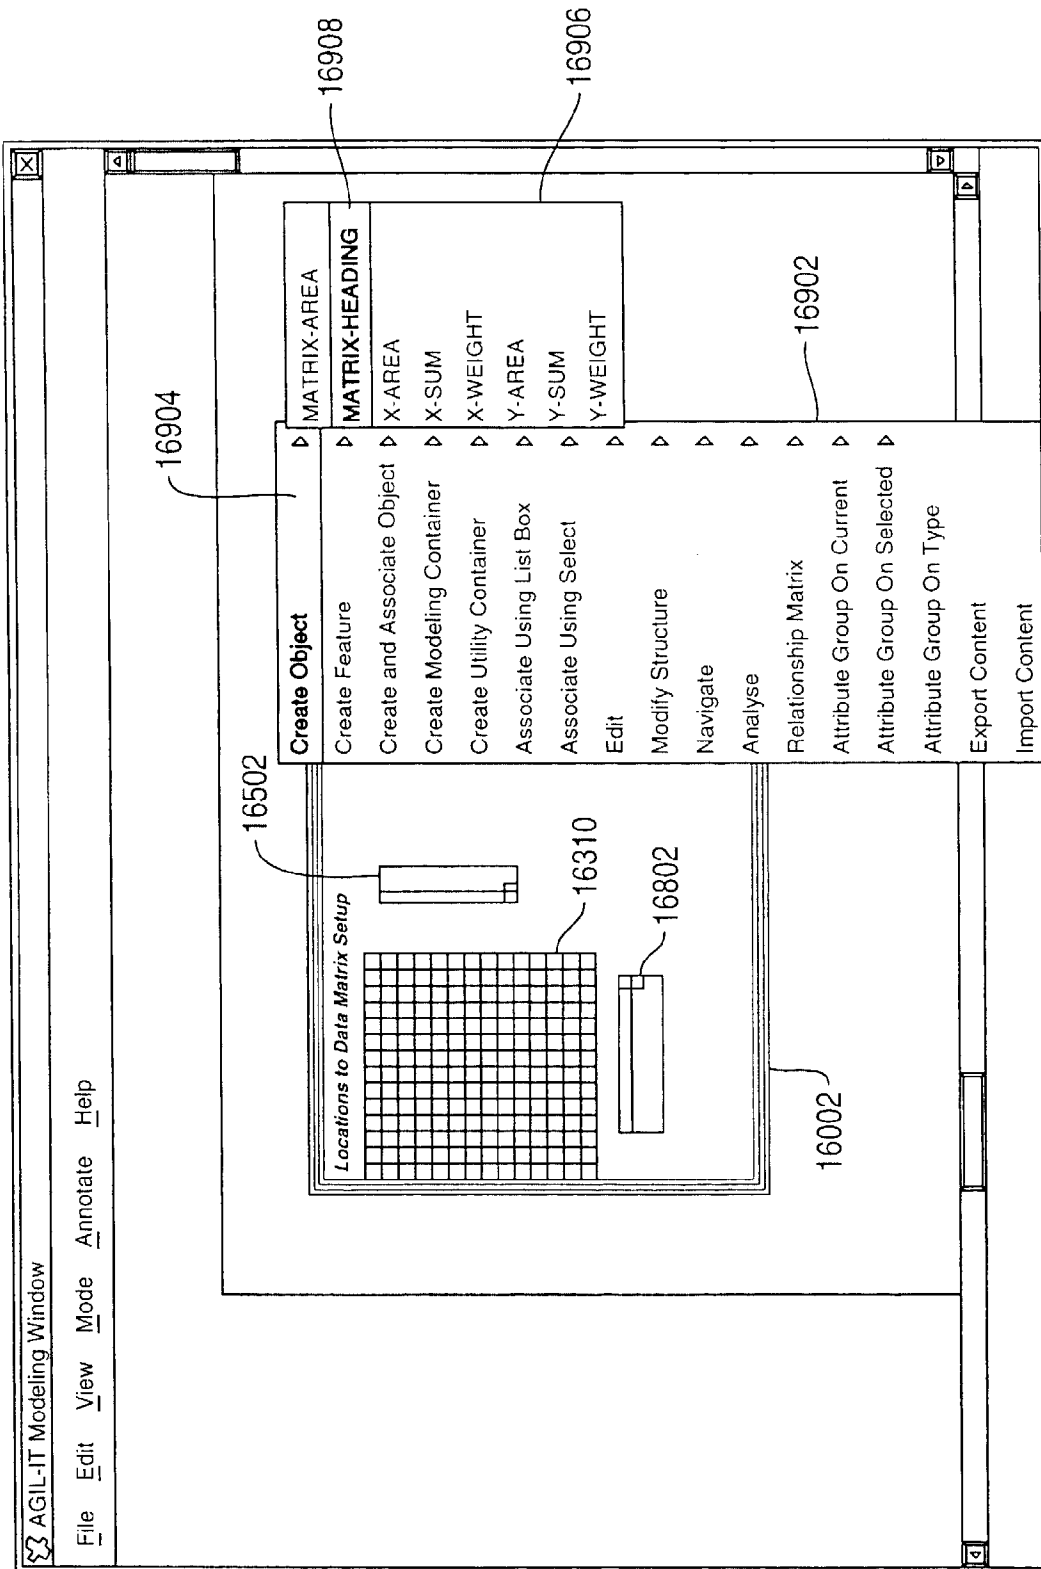 AGIL-IT Modeling Window
File Edit View Mode Annotate Help
16904
16908
16906
16902
16502
16310
16802
16002
Locations to Data Matrix Setup
Create Object
Create Feature
Create and Associate Object
Create Modeling Container
Create Utility Container
Associate Using List Box
Associate Using Select
Edit
Modify Structure
Navigate
Analyse
Relationship Matrix
Attribute Group On Current
Attribute Group On Selected
Attribute Group On Type
Export Content
Import Content
MATRIX-AREA
MATRIX-HEADING
X-AREA
X-SUM
X-WEIGHT
Y-AREA
Y-SUM
Y-WEIGHT